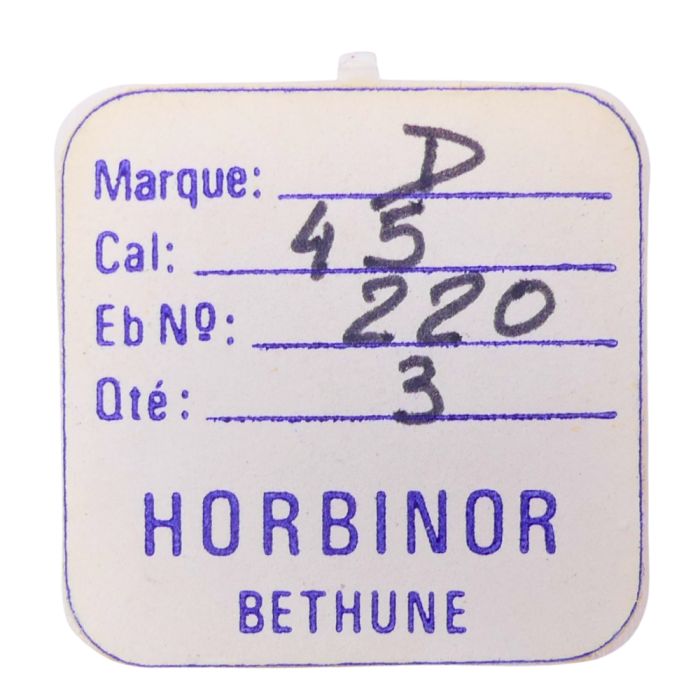 Marque: D
Cal: 45
Eb Nº: 220
Qté: 3
HORBINOR
BETHUNE